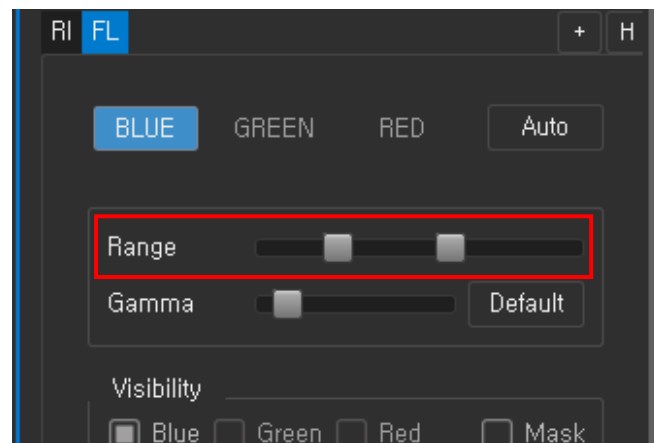 RI FL + H
BLUE GREEN RED Auto
Range
Gamma Default
Visibility
Blue Green Red Mask